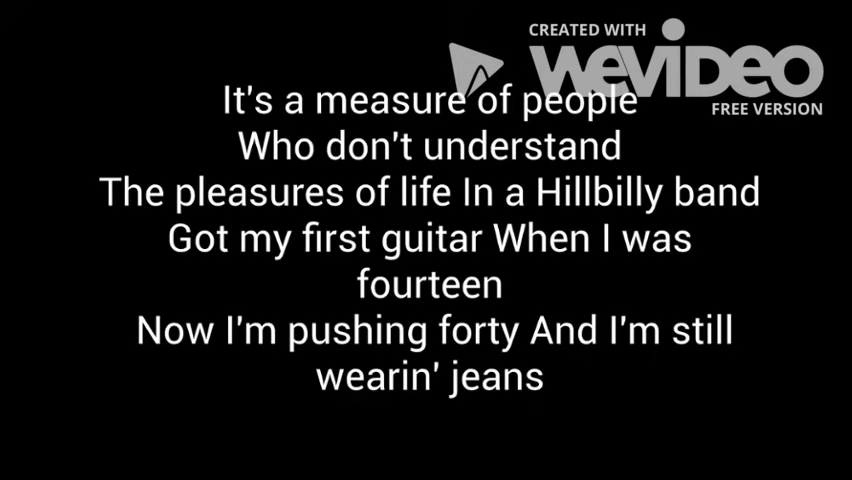 CREATED WITH
WEVIDEO
FREE VERSION
It's a measure of people
Who don't understand
The pleasures of life In a Hillbilly band
Got my first guitar When I was
fourteen
Now I'm pushing forty And I'm still
wearin' jeans